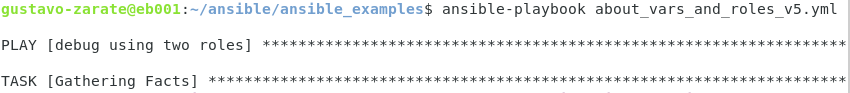 gustavo-zarate@eb001:~/ansible/ansible_examples$ ansible-playbook about_vars_and_roles_v5.yml
PLAY [debug using two roles] *****************************************************************
TASK [Gathering Facts] ***********************************************************************